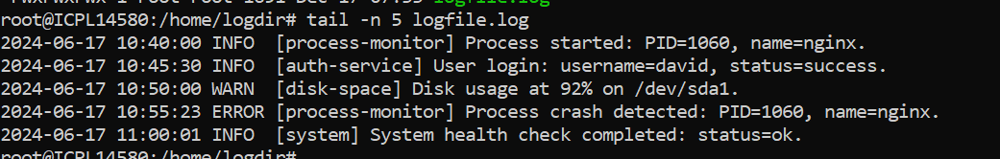 root@ICPL14580:/home/logdir# tail -n 5 logfile.log
2024-06-17 10:40:00 INFO  [process-monitor] Process started: PID=1060, name=nginx.
2024-06-17 10:45:30 INFO  [auth-service] User login: username=david, status=success.
2024-06-17 10:50:00 WARN  [disk-space] Disk usage at 92% on /dev/sda1.
2024-06-17 10:55:23 ERROR [process-monitor] Process crash detected: PID=1060, name=nginx.
2024-06-17 11:00:01 INFO  [system] System health check completed: status=ok.
root@ICPL14580:/home/logdir#